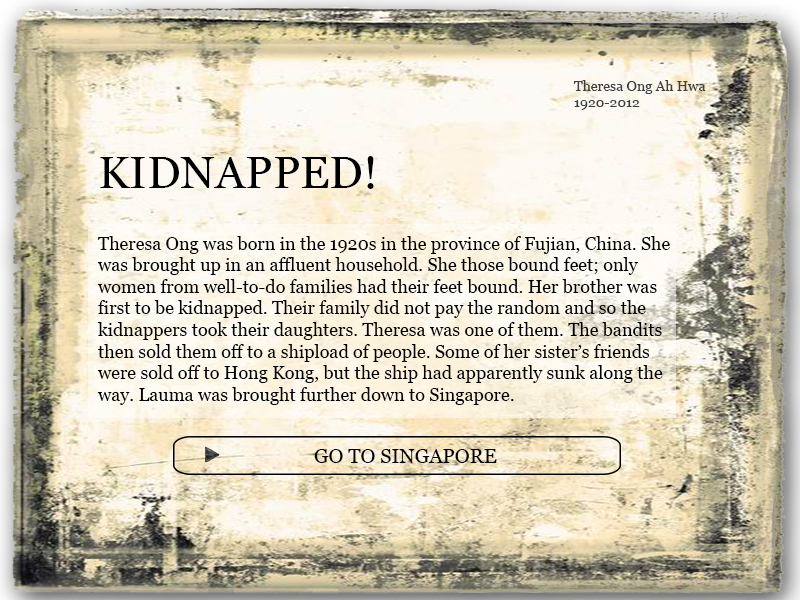 Theresa Ong Ah Hwa
1920-2012
KIDNAPPED!
Theresa Ong was born in the 1920s in the province of Fujian, China. She
was brought up in an affluent household. She those bound feet; only
women from well-to-do families had their feet bound. Her brother was
first to be kidnapped. Their family did not pay the random and so the
kidnappers took their daughters. Theresa was one of them. The bandits
then sold them off to a shipload of people. Some of her sister’s friends
were sold off to Hong Kong, but the ship had apparently sunk along the
way. Lauma was brought further down to Singapore.
GO TO SINGAPORE